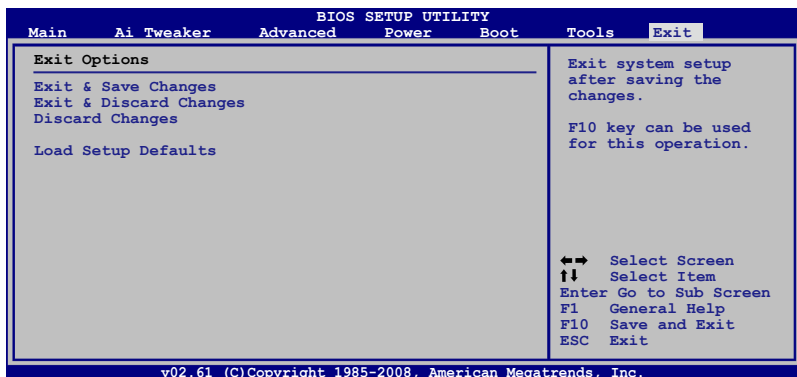 BIOS SETUP UTILITY
Main Ai Tweaker Advanced Power Boot Tools Exit
Exit Options
Exit & Save Changes
Exit & Discard Changes
Discard Changes
Load Setup Defaults
Exit system setup
after saving the
changes.
F10 key can be used
for this operation.
←→ Select Screen
↑↓ Select Item
Enter Go to Sub Screen
F1 General Help
F10 Save and Exit
ESC Exit
v02.61 (C)Copyright 1985-2008, American Megatrends, Inc.